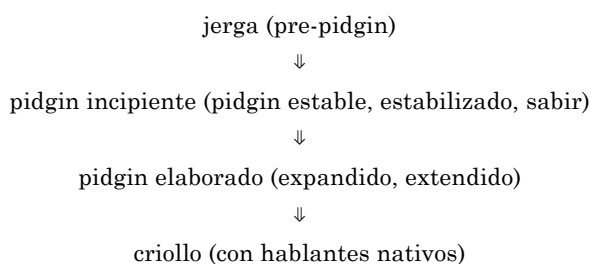 jerga (pre-pidgin)
⇓
pidgin incipiente (pidgin estable, estabilizado, sabir)
⇓
pidgin elaborado (expandido, extendido)
⇓
criollo (con hablantes nativos)